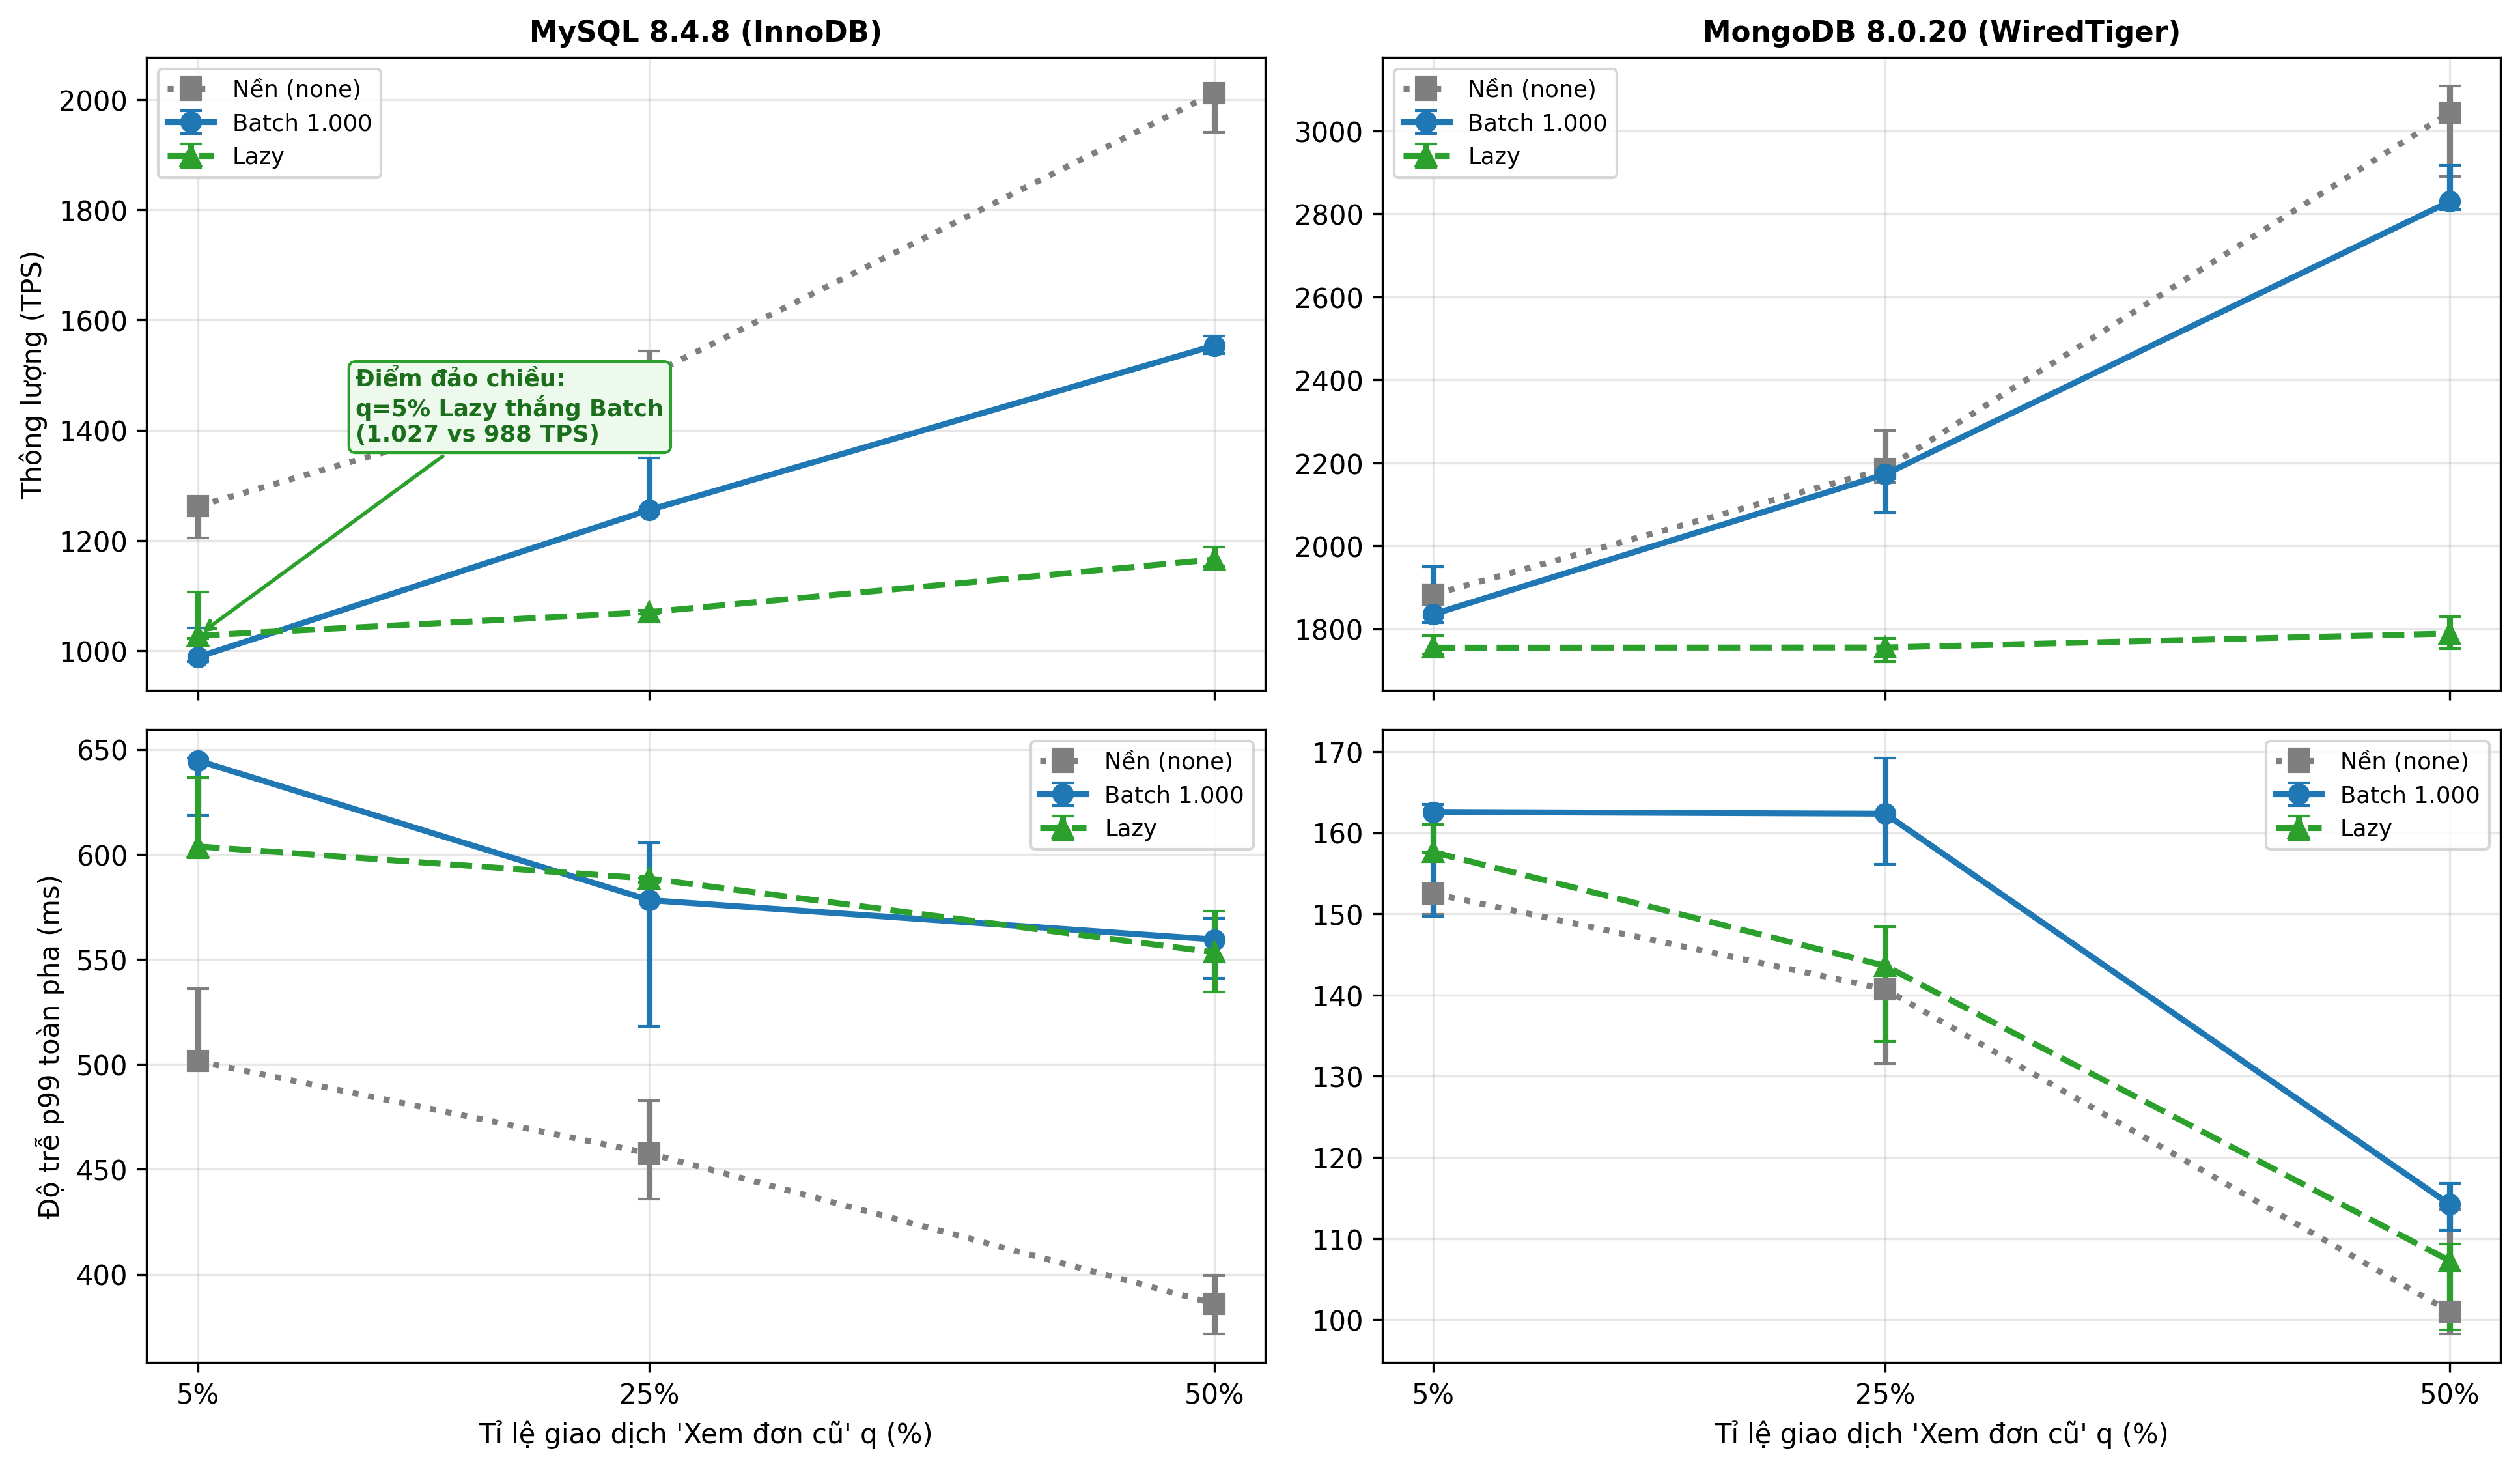 MySQL 8.4.8 (InnoDB)
Thông lượng (TPS)
2000
1800
1600
1400
1200
1000
Nền (none)
Batch 1.000
Lazy
Điểm đảo chiều:
q=5% Lazy thắng Batch
(1.027 vs 988 TPS)
MongoDB 8.0.20 (WiredTiger)
3000
2800
2600
2400
2200
2000
1800
Nền (none)
Batch 1.000
Lazy
Độ trễ p99 toàn pha (ms)
650
600
550
500
450
400
Nền (none)
Batch 1.000
Lazy
5%
25%
50%
Tỉ lệ giao dịch 'Xem đơn cũ' q (%)
170
160
150
140
130
120
110
100
Nền (none)
Batch 1.000
Lazy
5%
25%
50%
Tỉ lệ giao dịch 'Xem đơn cũ' q (%)